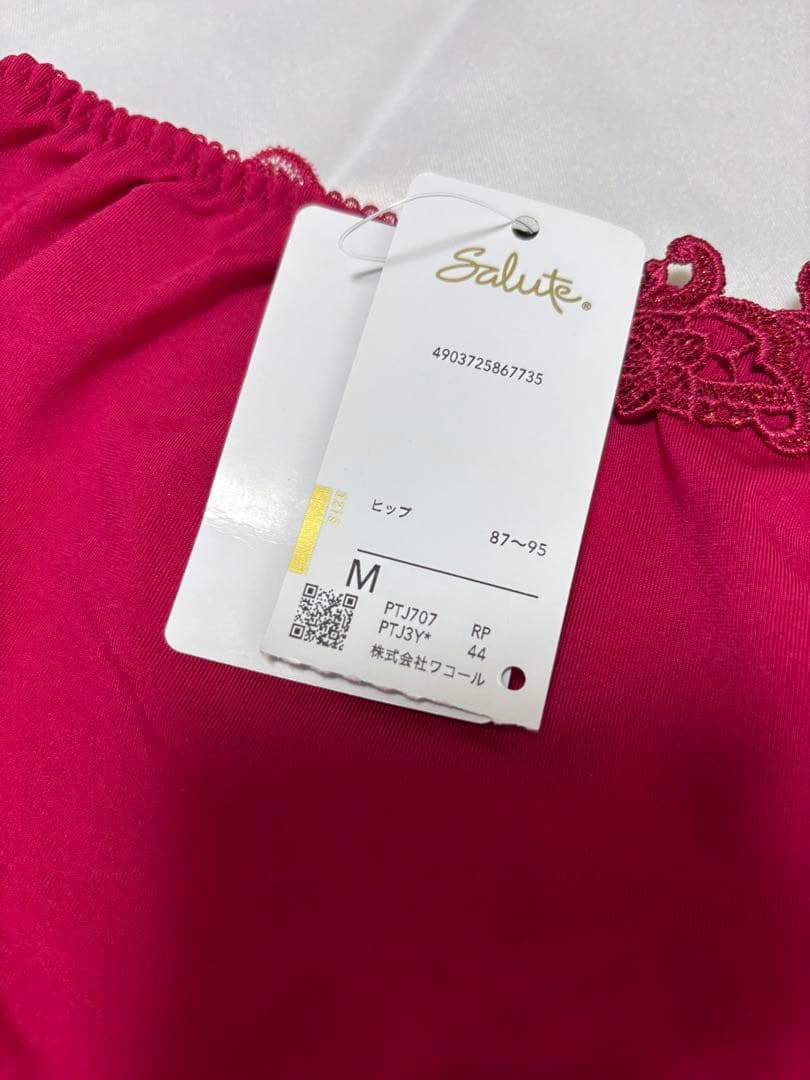 Salute®
4903725867735
SIZE
ヒップ
87～95
M
PTJ707 RP
PTJ3Y* 44
株式会社ワコール